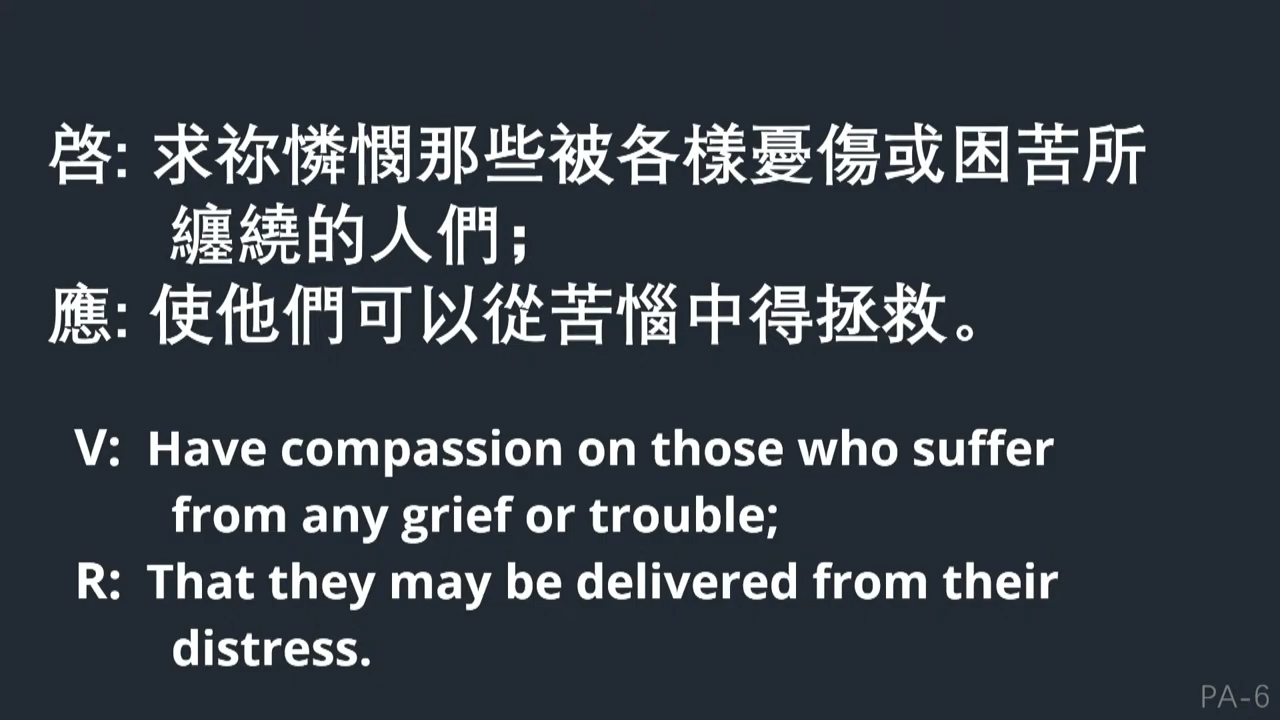 啓: 求祢憐憫那些被各樣憂傷或困苦所
纏繞的人們；
應: 使他們可以從苦惱中得拯救。
V: Have compassion on those who suffer
from any grief or trouble;
R: That they may be delivered from their
distress.
PA-6